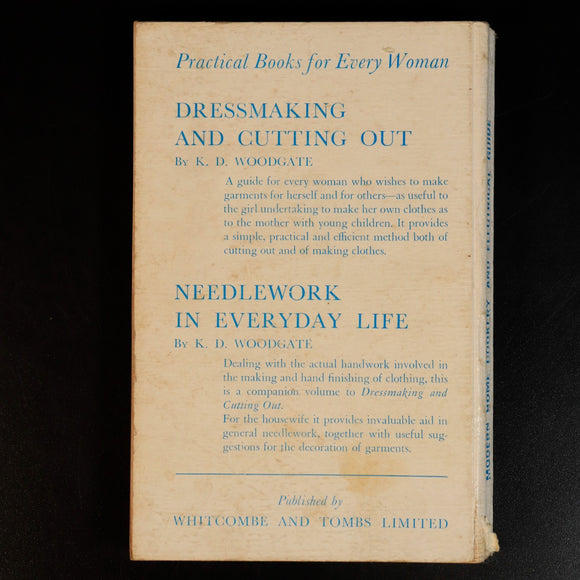 Practical Books for Every Woman
DRESSMAKING
AND CUTTING OUT
By K. D. WOODGATE
A guide for every woman who wishes to make
garments for herself and for others—as useful to
the girl undertaking to make her own clothes as
to the mother with young children. It provides
a simple, practical and efficient method both of
cutting out and of making clothes.
NEEDLEWORK
IN EVERYDAY LIFE
By K. D. WOODGATE
Dealing with the actual handwork involved in
the making and hand finishing of clothing, this
is a companion volume to Dressmaking and
Cutting Out.
For the housewife it provides invaluable aid in
general needlework, together with useful sug-
gestions for the decoration of garments.
Published by
WHITCOMBE AND TOMBS LIMITED
MODERN HOME COOKERY AND ELECTRICAL GUIDE